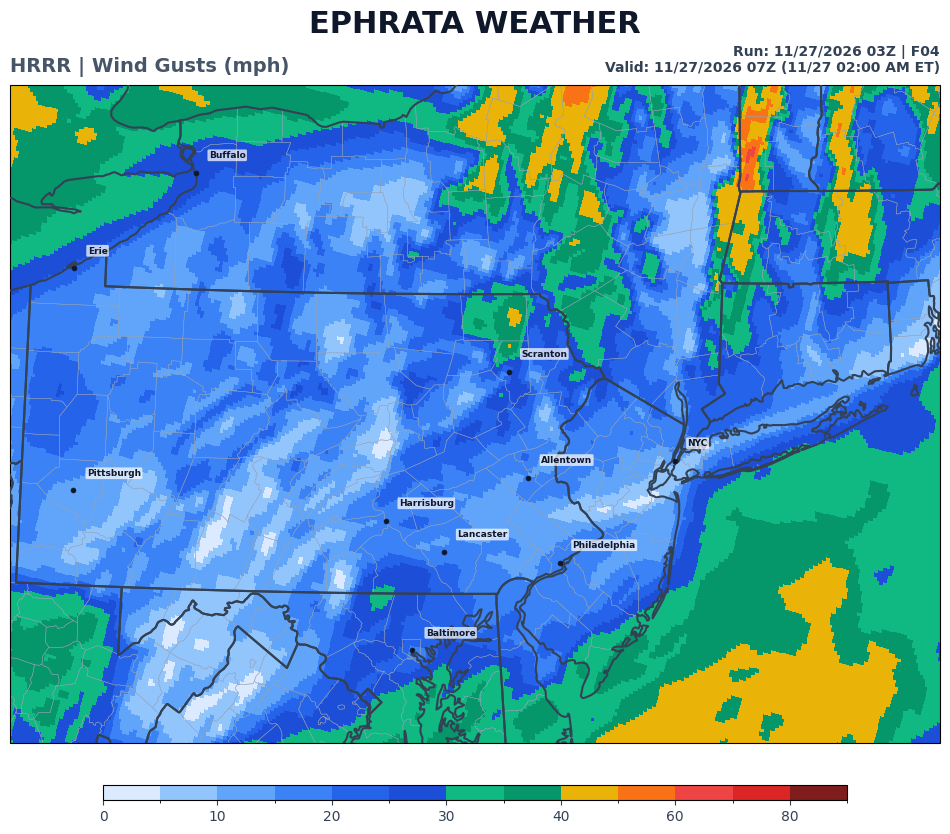 EPHRATA WEATHER
HRRR | Wind Gusts (mph)
Run: 11/27/2026 03Z | F04
Valid: 11/27/2026 07Z (11/27 02:00 AM ET)
Buffalo
Erie
Scranton
NYC
Allentown
Pittsburgh
Harrisburg
Lancaster
Philadelphia
Baltimore
0 10 20 30 40 50 60 70 80